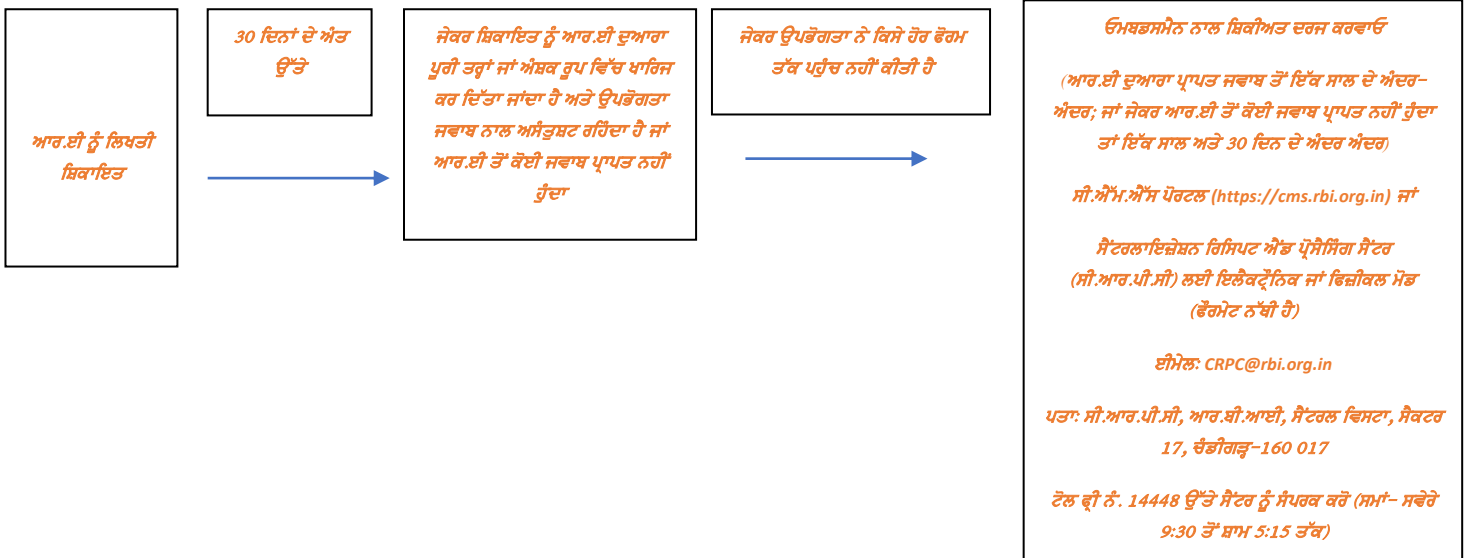 ਆਰ.ਈ ਨੂੰ ਲਿਖਤੀ
ਸ਼ਿਕਾਇਤ
30 ਦਿਨਾਂ ਦੇ ਅੰਤ
ਉੱਤੇ
ਜੇਕਰ ਸ਼ਿਕਾਇਤ ਨੂੰ ਆਰ.ਈ ਦੁਆਰਾ
ਪੂਰੀ ਤਰ੍ਹਾਂ ਜਾਂ ਅੰਸ਼ਕ ਰੂਪ ਵਿੱਚ ਖਾਰਿਜ
ਕਰ ਦਿੱਤਾ ਜਾਂਦਾ ਹੈ ਅਤੇ ਉਪਭੋਗਤਾ
ਜਵਾਬ ਨਾਲ ਅਸੰਤੁਸ਼ਟ ਰਹਿੰਦਾ ਹੈ ਜਾਂ
ਆਰ.ਈ ਤੋਂ ਕੋਈ ਜਵਾਬ ਪ੍ਰਾਪਤ ਨਹੀਂ
ਹੁੰਦਾ
ਜੇਕਰ ਉਪਭੋਗਤਾ ਨੇ ਕਿਸੇ ਹੋਰ ਫੋਰਮ
ਤੱਕ ਪਹੁੰਚ ਨਹੀਂ ਕੀਤੀ ਹੈ
ਓਮਬਡਸਮੈਨ ਨਾਲ ਸ਼ਿਕੀਅਤ ਦਰਜ ਕਰਵਾਓ
(ਆਰ.ਈ ਦੁਆਰਾ ਪ੍ਰਾਪਤ ਜਵਾਬ ਤੋਂ ਇੱਕ ਸਾਲ ਦੇ ਅੰਦਰ-
ਅੰਦਰ; ਜਾਂ ਜੇਕਰ ਆਰ.ਈ ਤੋਂ ਕੋਈ ਜਵਾਬ ਪ੍ਰਾਪਤ ਨਹੀਂ ਹੁੰਦਾ
ਤਾਂ ਇੱਕ ਸਾਲ ਅਤੇ 30 ਦਿਨ ਦੇ ਅੰਦਰ ਅੰਦਰ)
ਸੀ.ਐੱਮ.ਐੱਸ ਪੋਰਟਲ (https://cms.rbi.org.in) ਜਾਂ
ਸੈਂਟਰਲਾਇਜ਼ੇਸ਼ਨ ਰਿਸਿਪਟ ਐਂਡ ਪ੍ਰੋਸੈਸਿੰਗ ਸੈਂਟਰ
(ਸੀ.ਆਰ.ਪੀ.ਸੀ) ਲਈ ਇਲੈਕਟ੍ਰੌਨਿਕ ਜਾਂ ਫਿਜ਼ੀਕਲ ਮੋਡ
(ਫੌਰਮੇਟ ਨੱਥੀ ਹੈ)
ਈਮੇਲ: CRPC@rbi.org.in
ਪਤਾ: ਸੀ.ਆਰ.ਪੀ.ਸੀ, ਆਰ.ਬੀ.ਆਈ, ਸੈਂਟਰਲ ਵਿਸਟਾ, ਸੈਕਟਰ
17, ਚੰਡੀਗੜ੍ਹ-160 017
ਟੋਲ ਫ੍ਰੀ ਨੰ. 14448 ਉੱਤੇ ਸੈਂਟਰ ਨੂੰ ਸੰਪਰਕ ਕਰੋ (ਸਮਾਂ- ਸਵੇਰੇ
9:30 ਤੋਂ ਸ਼ਾਮ 5:15 ਤੱਕ)